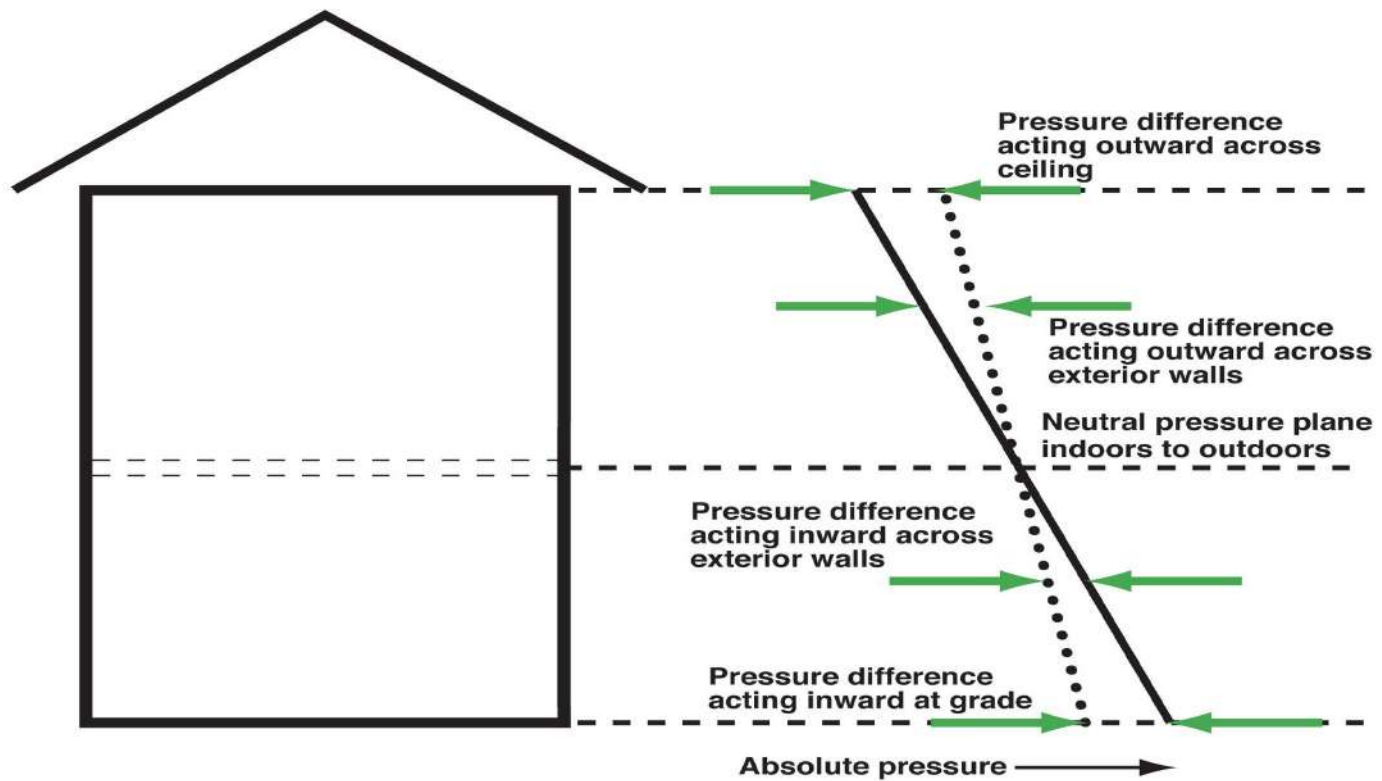 Pressure difference
acting outward across
ceiling
Pressure difference
acting outward across
exterior walls
Neutral pressure plane
indoors to outdoors
Pressure difference
acting inward across
exterior walls
Pressure difference
acting inward at grade
Absolute pressure